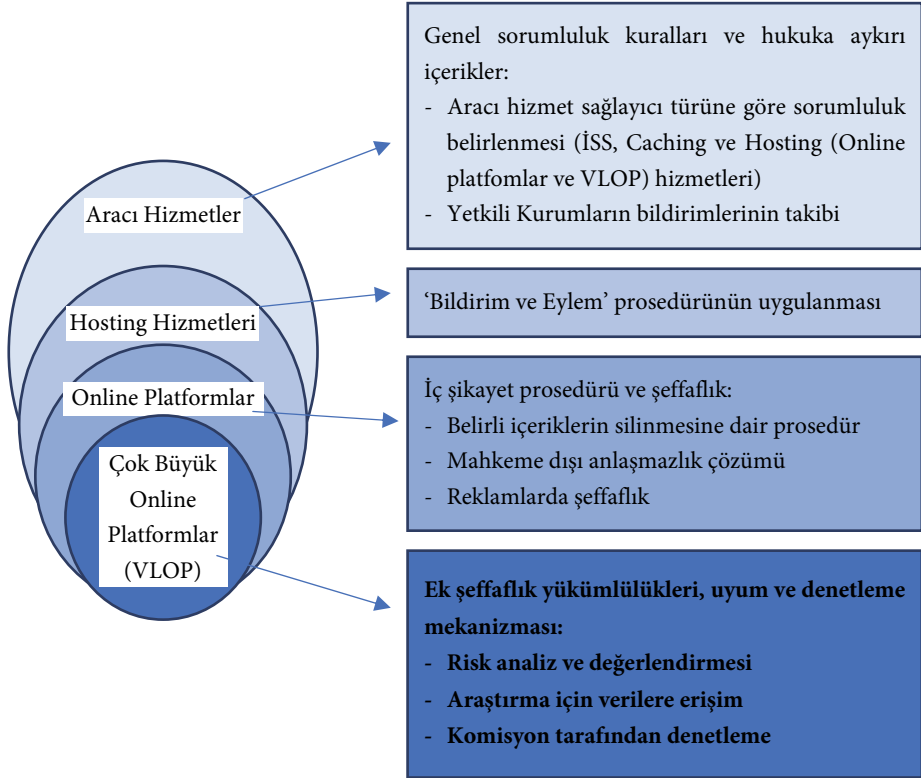 Aracı Hizmetler
Hosting Hizmetleri
Online Platformlar
Çok Büyük
Online
Platformlar
(VLOP)
Genel sorumluluk kuralları ve hukuka aykırı
içerikler:
- Aracı hizmet sağlayıcı türüne göre sorumluluk
belirlenmesi (İSS, Caching ve Hosting (Online
platfomlar ve VLOP) hizmetleri)
- Yetkili Kurumların bildirimlerinin takibi
‘Bildirim ve Eylem’ prosedürünün uygulanması
İç şikayet prosedürü ve şeffaflık:
- Belirli içeriklerin silinmesine dair prosedür
- Mahkeme dışı anlaşmazlık çözümü
- Reklamlarda şeffaflık
Ek şeffaflık yükümlülükleri, uyum ve denetleme
mekanizması:
- Risk analiz ve değerlendirmesi
- Araştırma için verilere erişim
- Komisyon tarafından denetleme